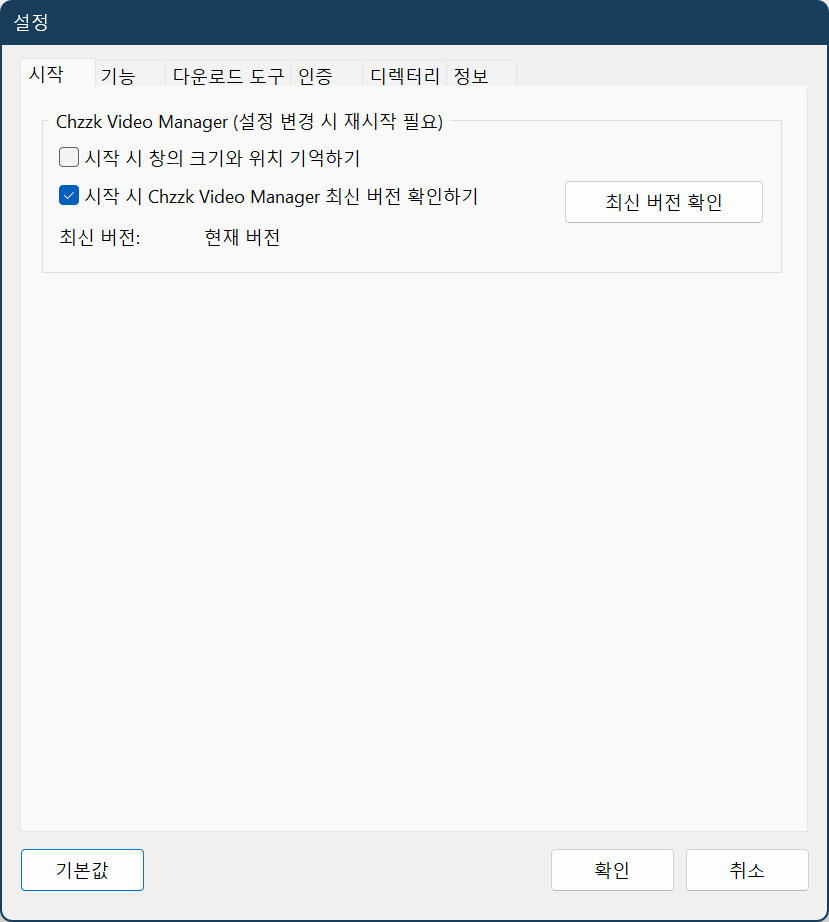 설정
시작 기능 다운로드 도구 인증 디렉터리 정보
Chzzk Video Manager (설정 변경 시 재시작 필요)
시작 시 창의 크기와 위치 기억하기
시작 시 Chzzk Video Manager 최신 버전 확인하기
최신 버전 확인
최신 버전: 현재 버전
기본값 확인 취소